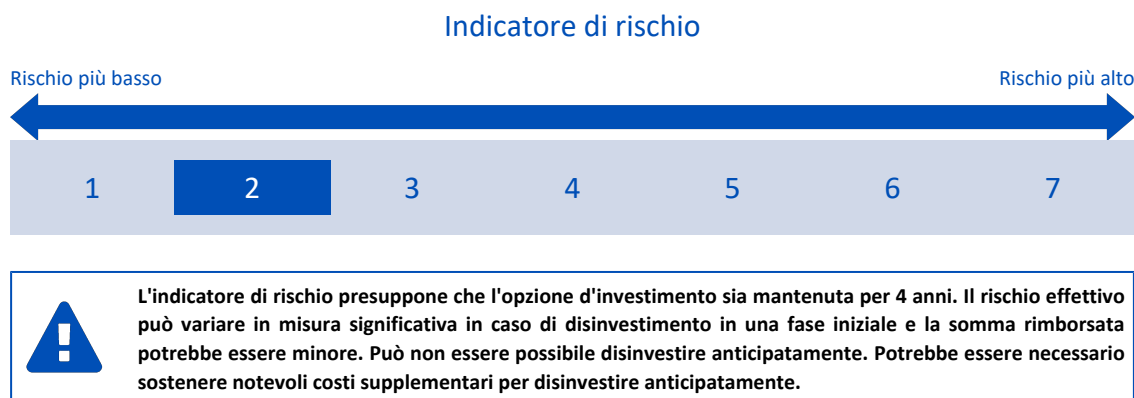 Indicatore di rischio
Rischio più basso
Rischio più alto
1 2 3 4 5 6 7
L'indicatore di rischio presuppone che l'opzione d'investimento sia mantenuta per 4 anni. Il rischio effettivo
può variare in misura significativa in caso di disinvestimento in una fase iniziale e la somma rimborsata
potrebbe essere minore. Può non essere possibile disinvestire anticipatamente. Potrebbe essere necessario
sostenere notevoli costi supplementari per disinvestire anticipatamente.